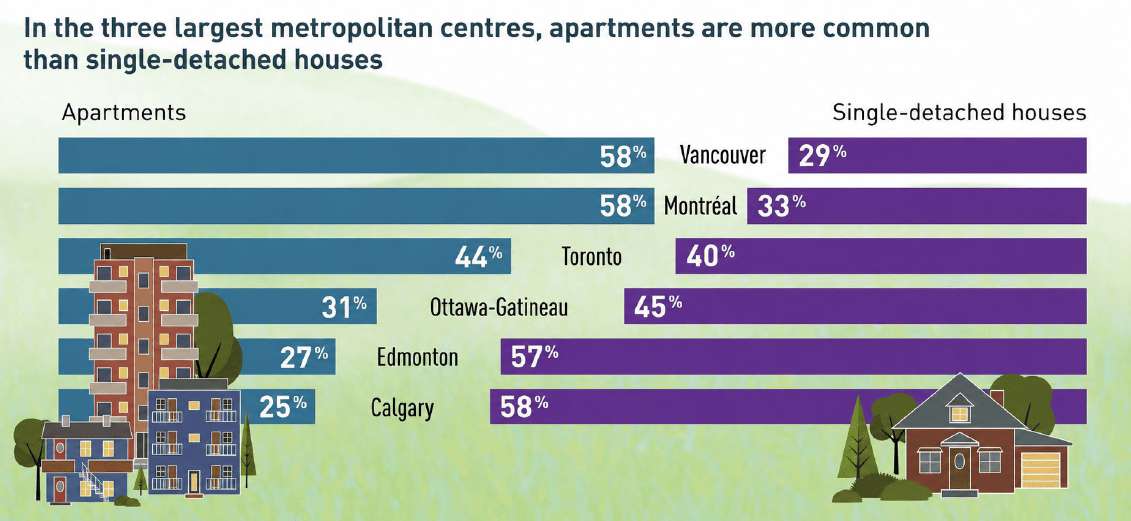 In the three largest metropolitan centres, apartments are more common
than single-detached houses
Apartments Single-detached houses
58% Vancouver 29%
58% Montréal 33%
44% Toronto 40%
31% Ottawa-Gatineau 45%
27% Edmonton 57%
25% Calgary 58%